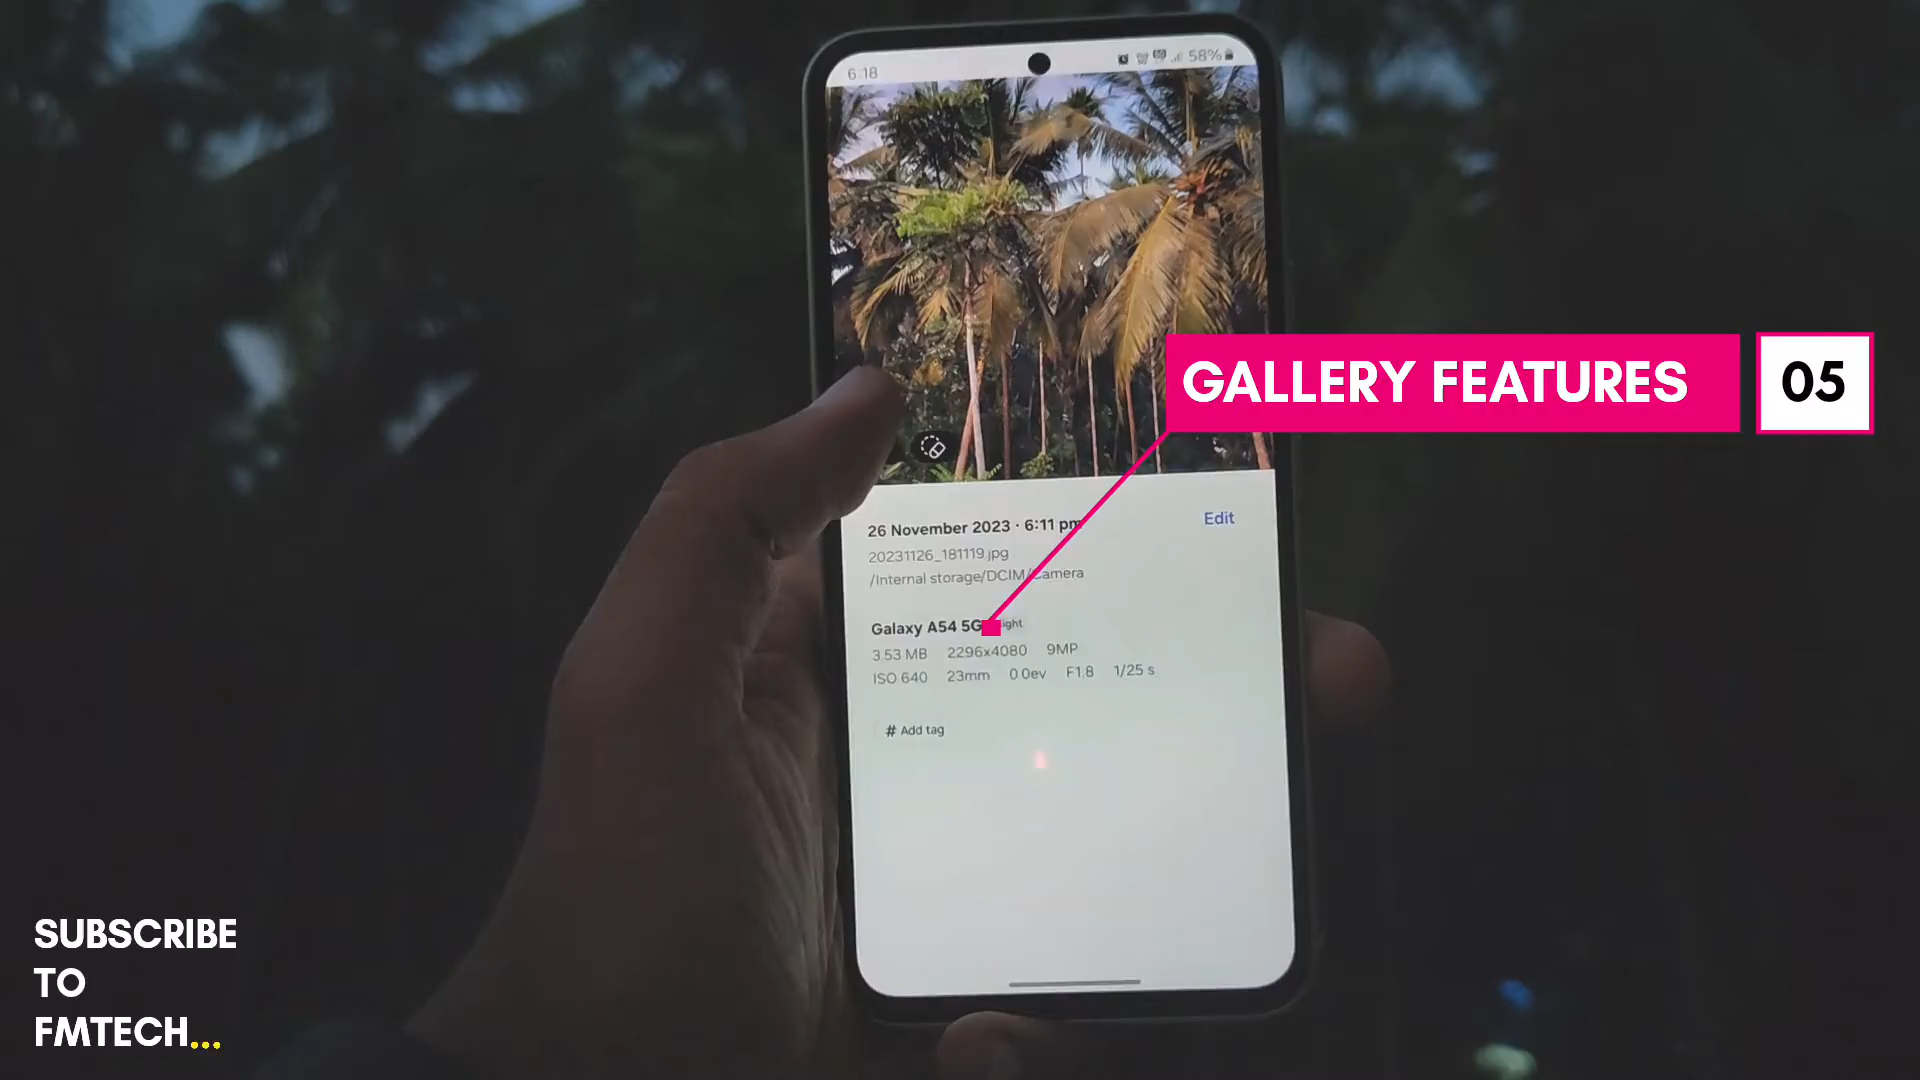 6:18
58%
GALLERY FEATURES
05
26 November 2023 · 6:11 pm
Edit
20231126_181119.jpg
/Internal storage/DCIM/Camera
Galaxy A54 5G
3.53 MB 2296x4080 9MP
ISO 640 23mm 0.0ev F1.8 1/25 s
# Add tag
SUBSCRIBE
TO
FMTECH...